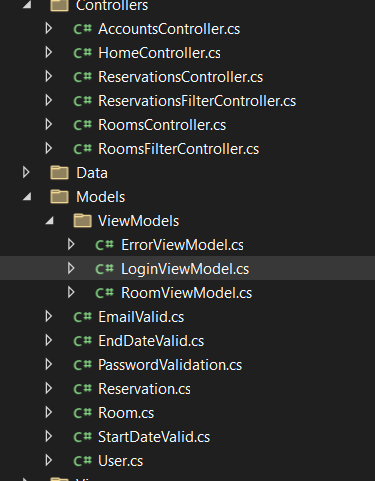 Controllers
C# AccountsController.cs
C# HomeController.cs
C# ReservationsController.cs
C# ReservationsFilterController.cs
C# RoomsController.cs
C# RoomsFilterController.cs
Data
Models
ViewModels
C# ErrorViewModel.cs
C# LoginViewModel.cs
C# RoomViewModel.cs
C# EmailValid.cs
C# EndDateValid.cs
C# PasswordValidation.cs
C# Reservation.cs
C# Room.cs
C# StartDateValid.cs
C# User.cs